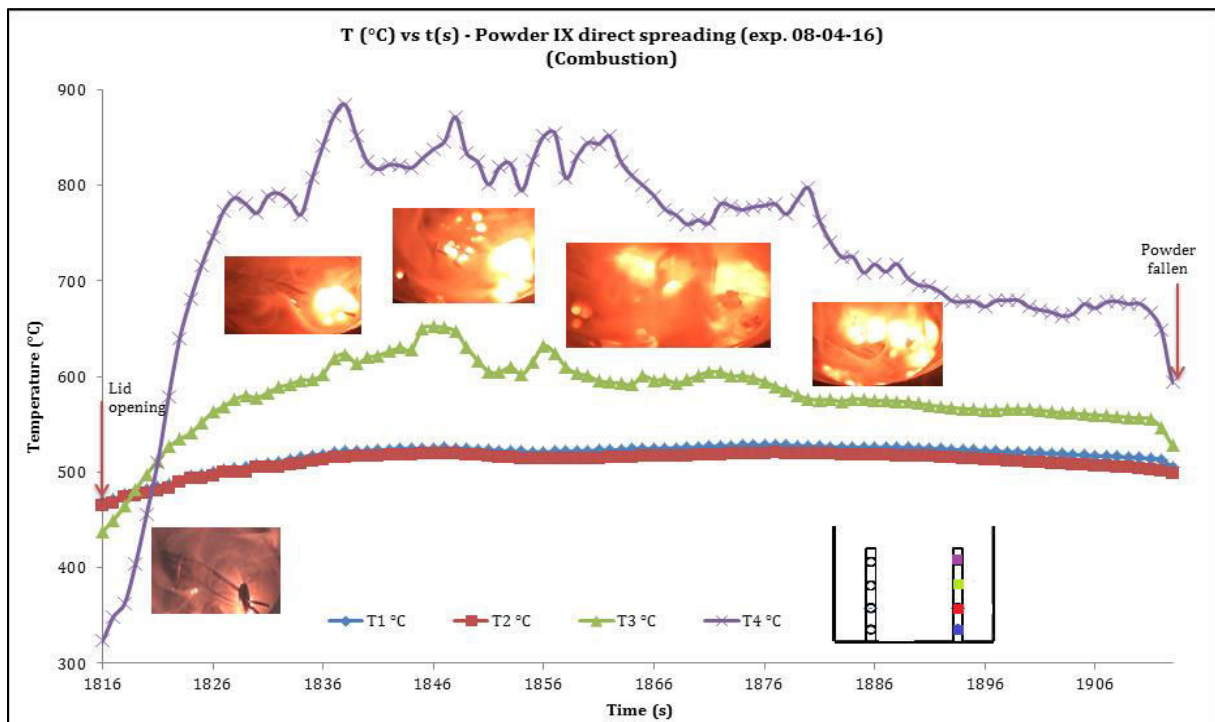 T (°C) vs t(s) - Powder IX direct spreading (exp. 08-04-16)
(Combustion)
Temperature (°C)
900
800
700
600
500
400
300
Lid
opening
Powder
fallen
T1 °C
T2 °C
T3 °C
T4 °C
1816
1826
1836
1846
1856
1866
1876
1886
1896
1906
Time (s)